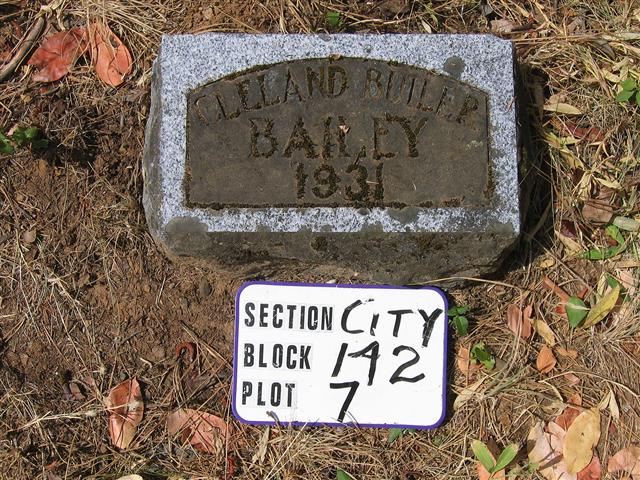 CLELAND BUTLER
BAILEY
1931
SECTION CITY
BLOCK 142
PLOT 7